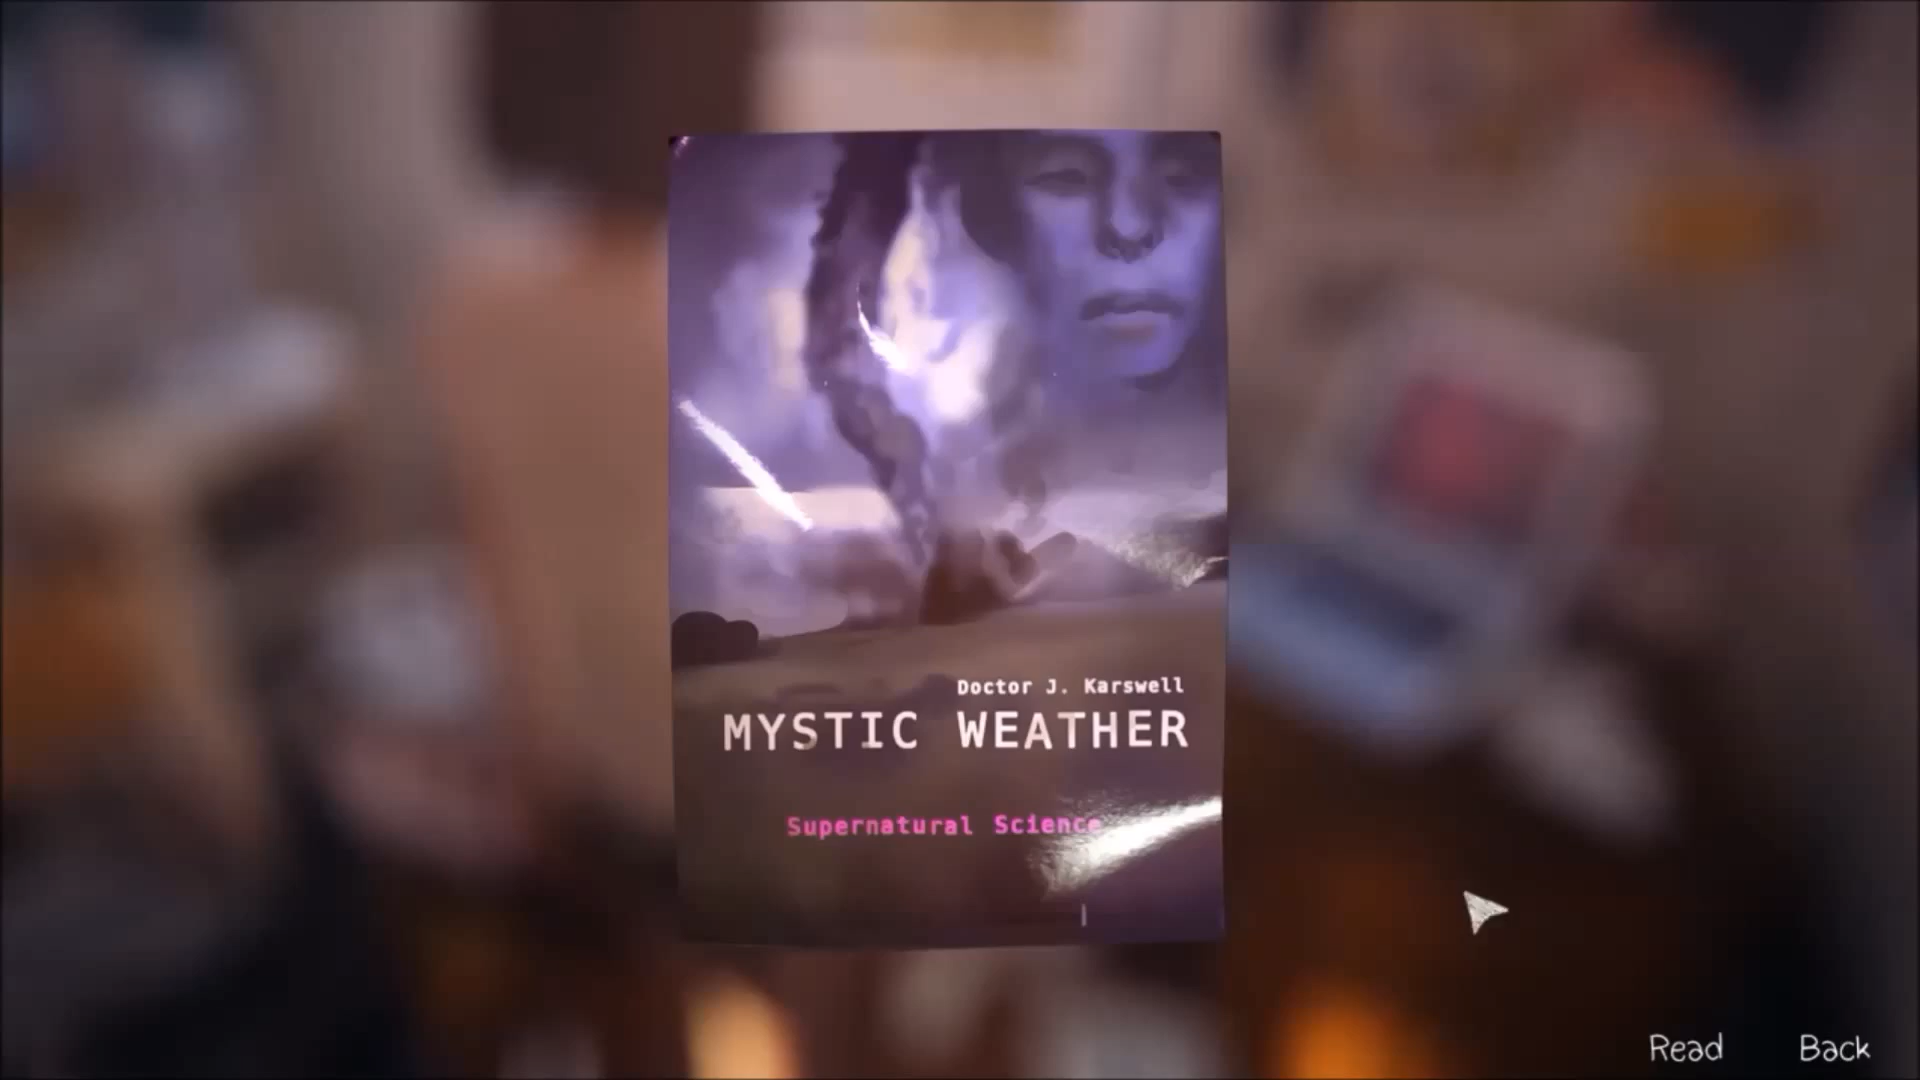 Doctor J. Karswell
MYSTIC WEATHER
Supernatural Science
Read Back